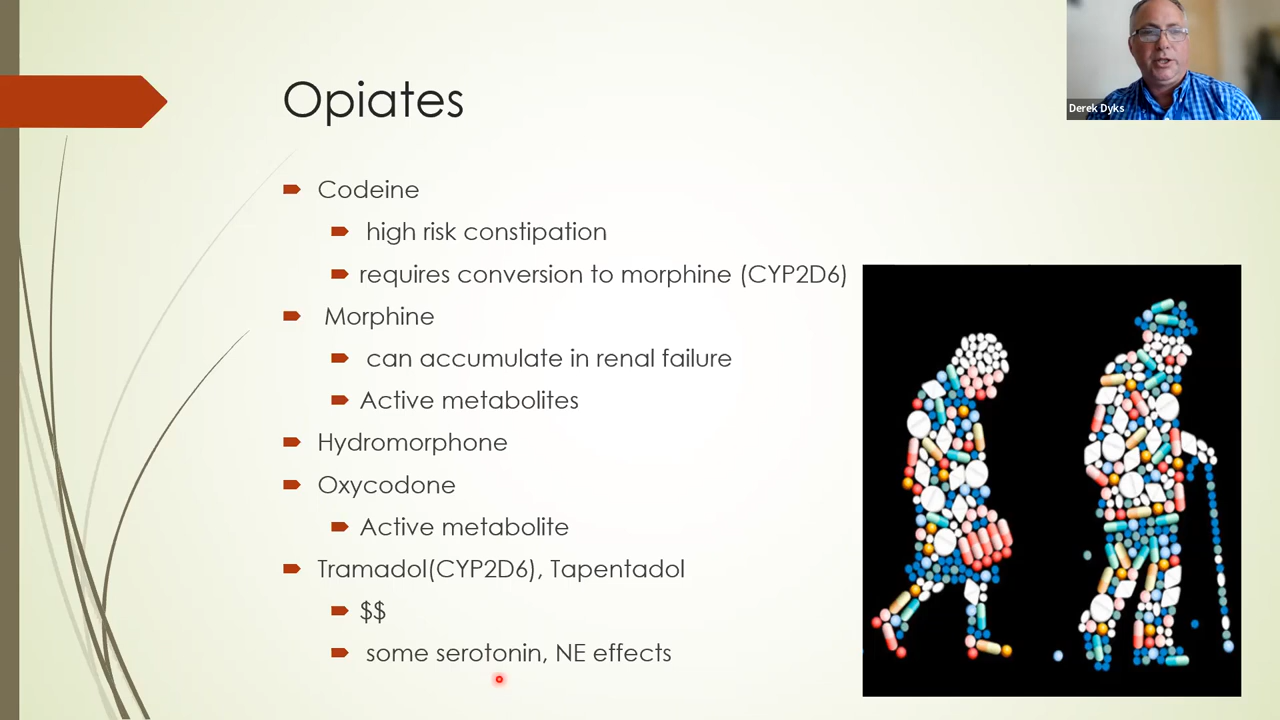 Derek Dyks
Opiates
Codeine
high risk constipation
requires conversion to morphine (CYP2D6)
Morphine
can accumulate in renal failure
Active metabolites
Hydromorphone
Oxycodone
Active metabolite
Tramadol(CYP2D6), Tapentadol
$$
some serotonin, NE effects